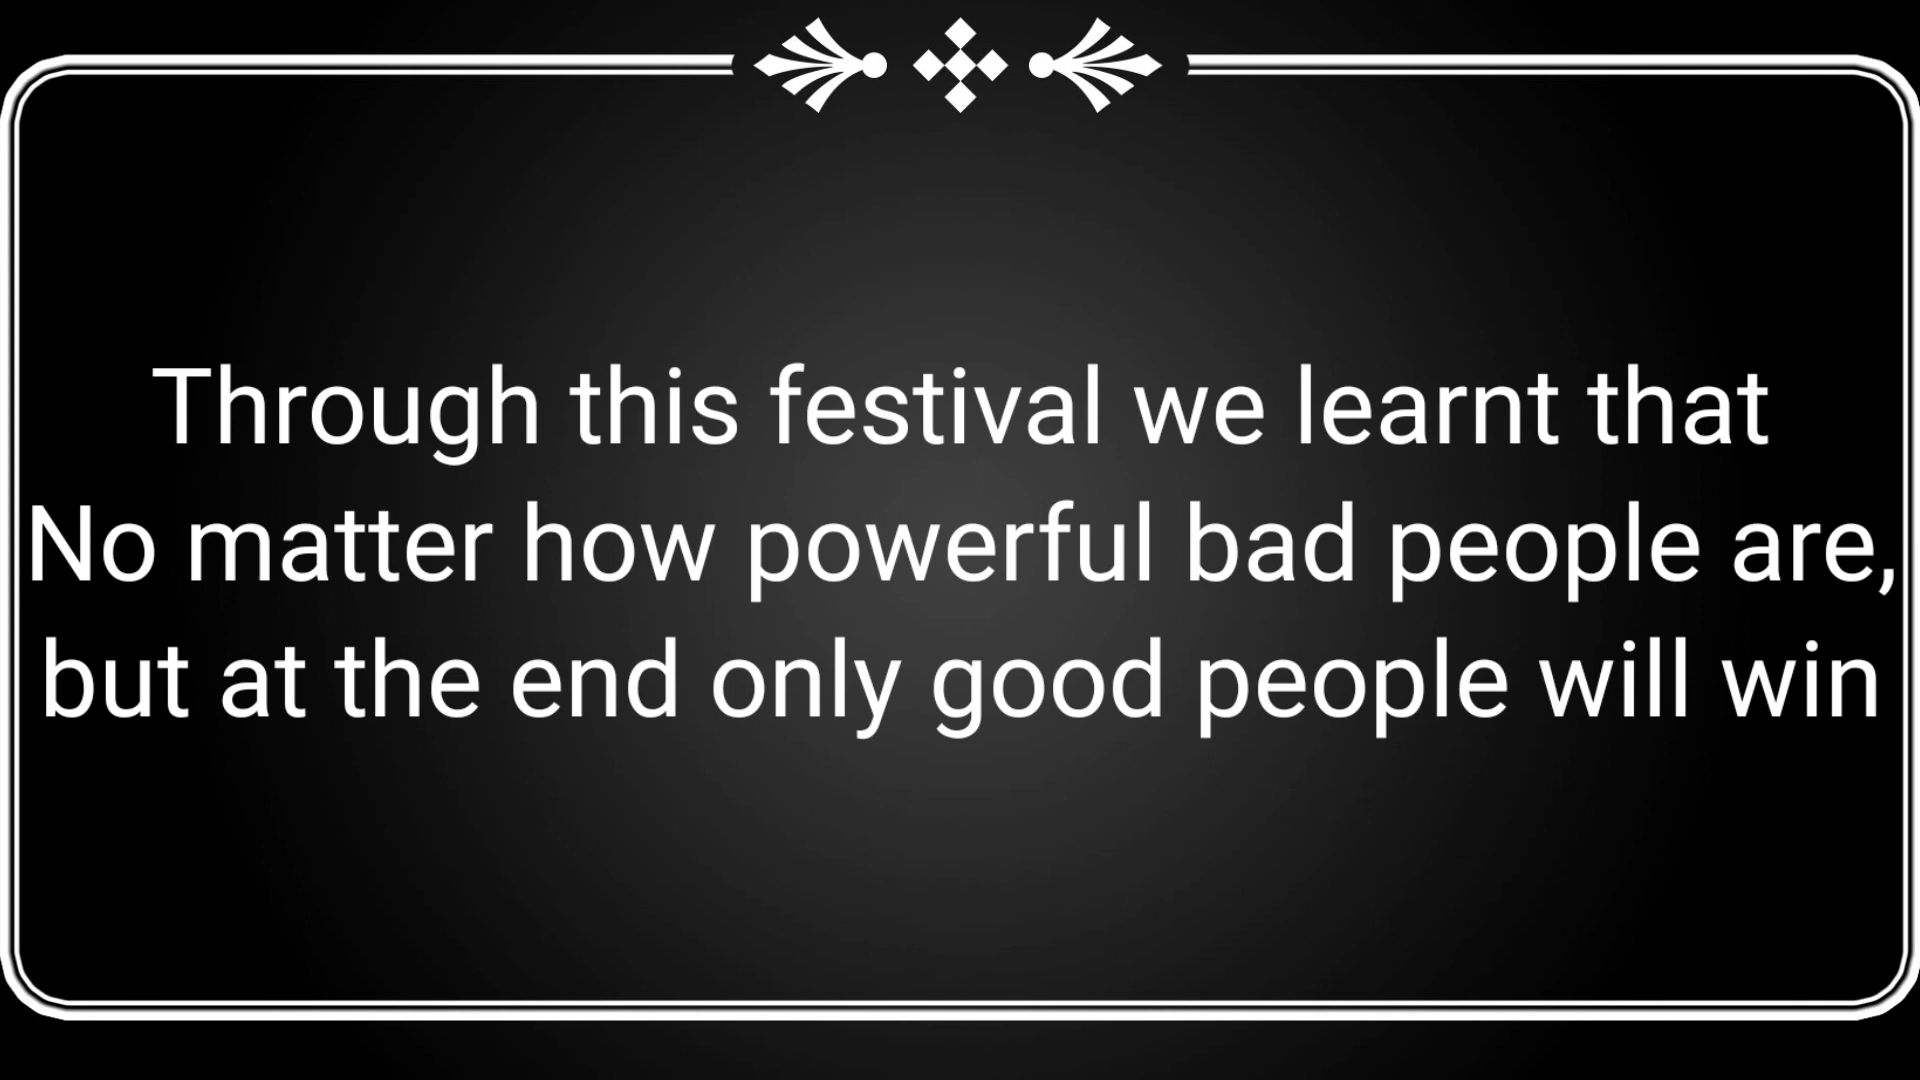 Through this festival we learnt that
No matter how powerful bad people are,
but at the end only good people will win